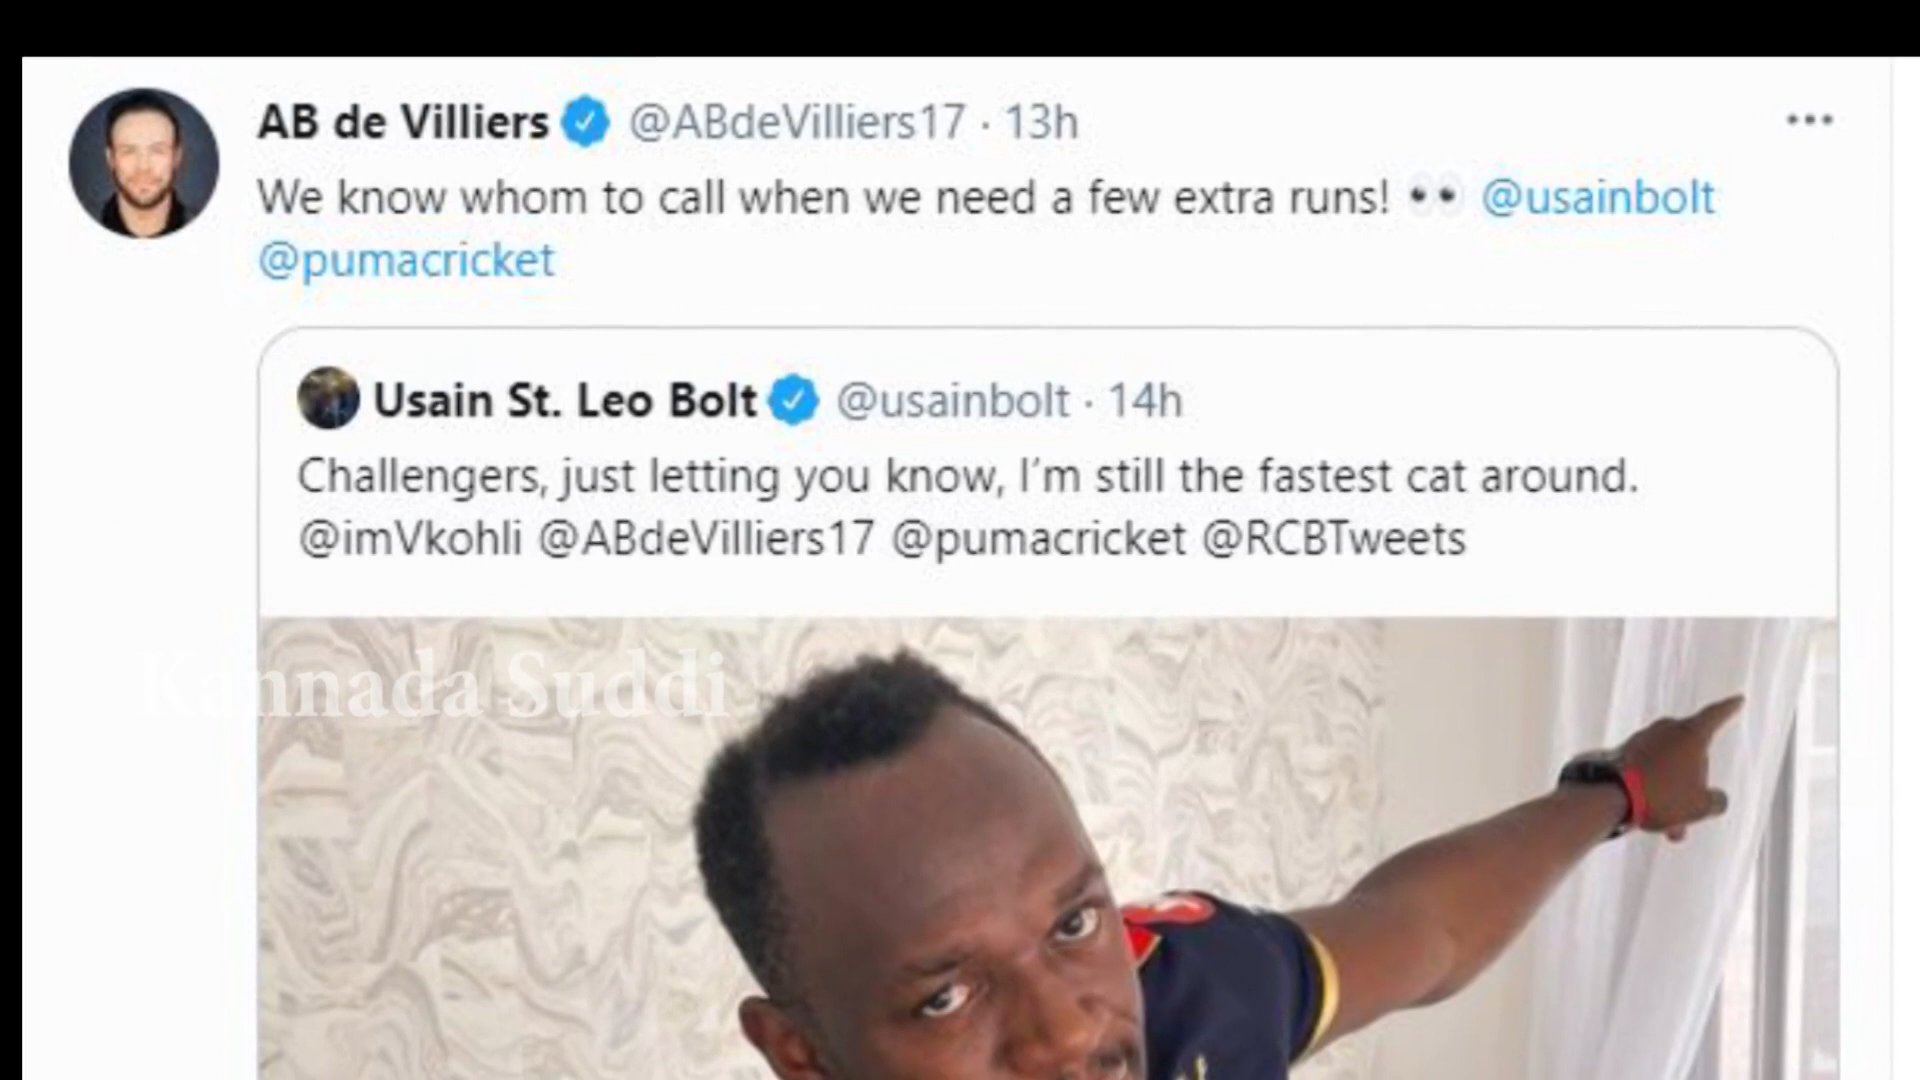 AB de Villiers @ABdeVilliers17 · 13h
We know whom to call when we need a few extra runs! 👀 @usainbolt
@pumacricket
Usain St. Leo Bolt @usainbolt · 14h
Challengers, just letting you know, I'm still the fastest cat around.
@imVkohli @ABdeVilliers17 @pumacricket @RCBTweets
Kannada Suddi